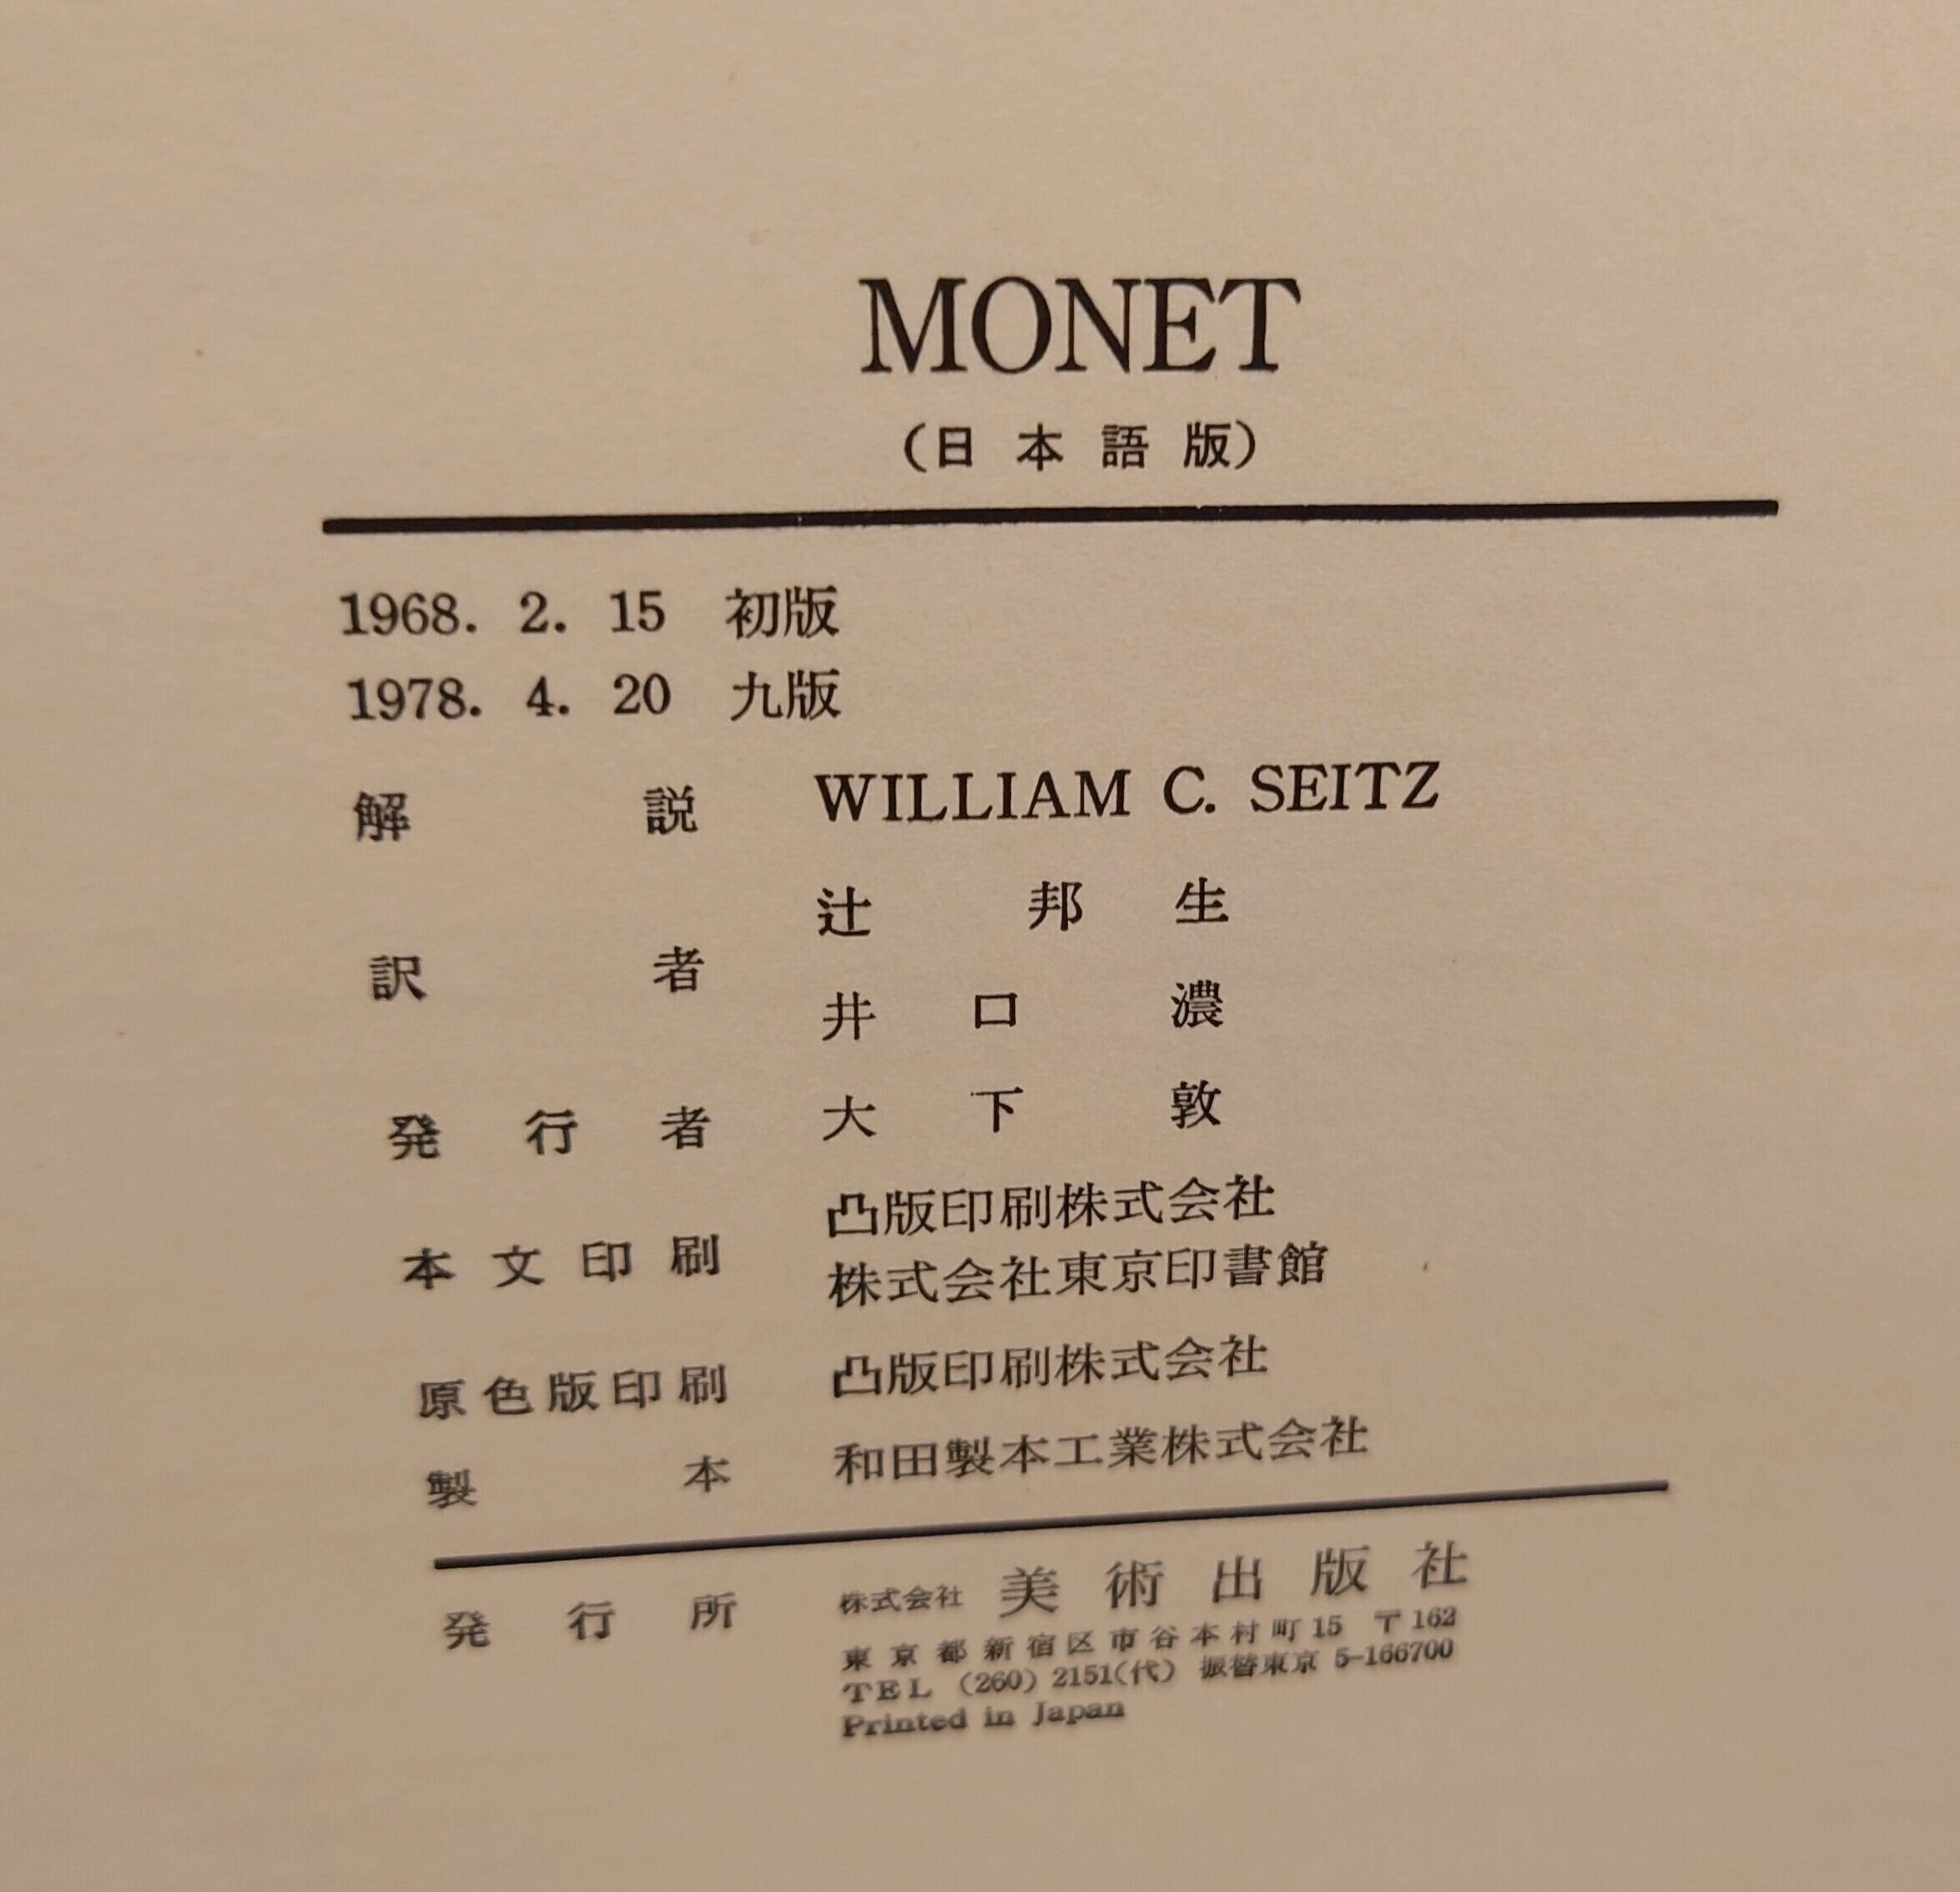 MONET
（日本語版）
1968. 2. 15 初版
1978. 4. 20 九版
解説 WILLIAM C. SEITZ
訳者 辻邦生
井口濃
発行者 大下敦
本文印刷 凸版印刷株式会社
株式会社東京印書館
原色版印刷 凸版印刷株式会社
製本 和田製本工業株式会社
発行所 株式会社 美術出版社
東京都新宿区市谷本村町15 〒162
TEL (260) 2151(代) 振替東京 5-166700
Printed in Japan